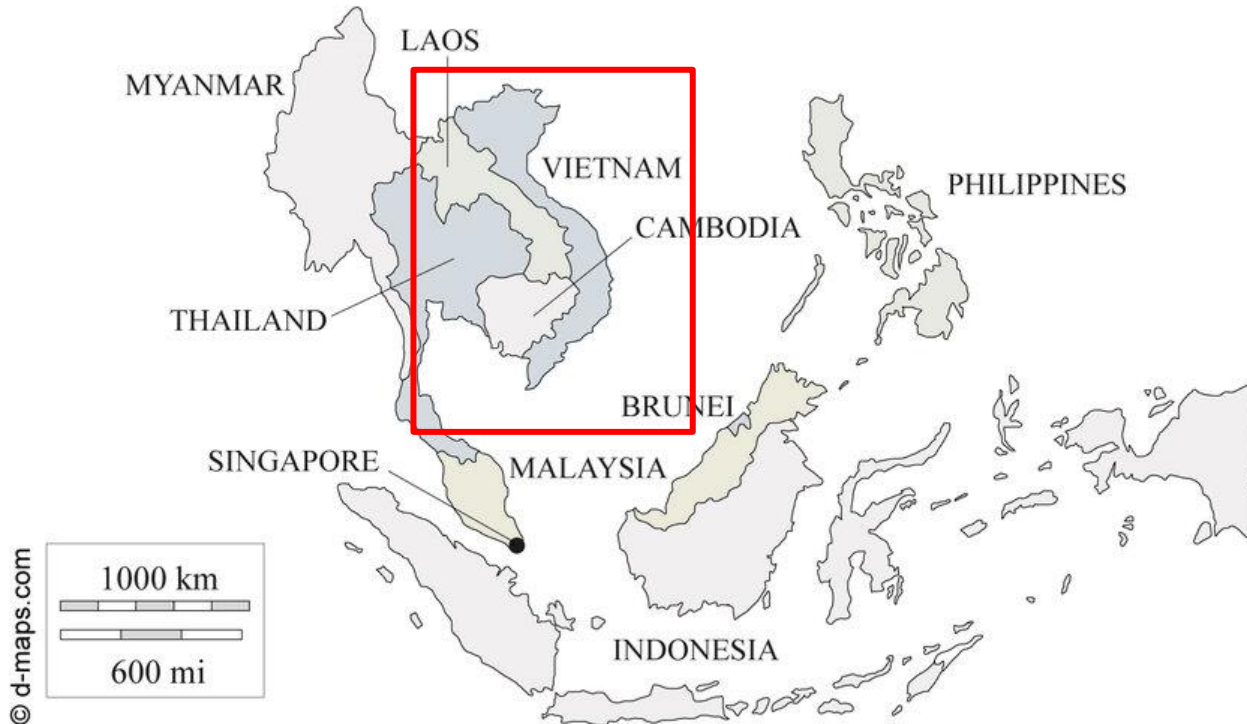 LAOS
MYANMAR
VIETNAM
PHILIPPINES
CAMBODIA
THAILAND
BRUNEI
SINGAPORE
MALAYSIA
1000 km
600 mi
INDONESIA
© d-maps.com